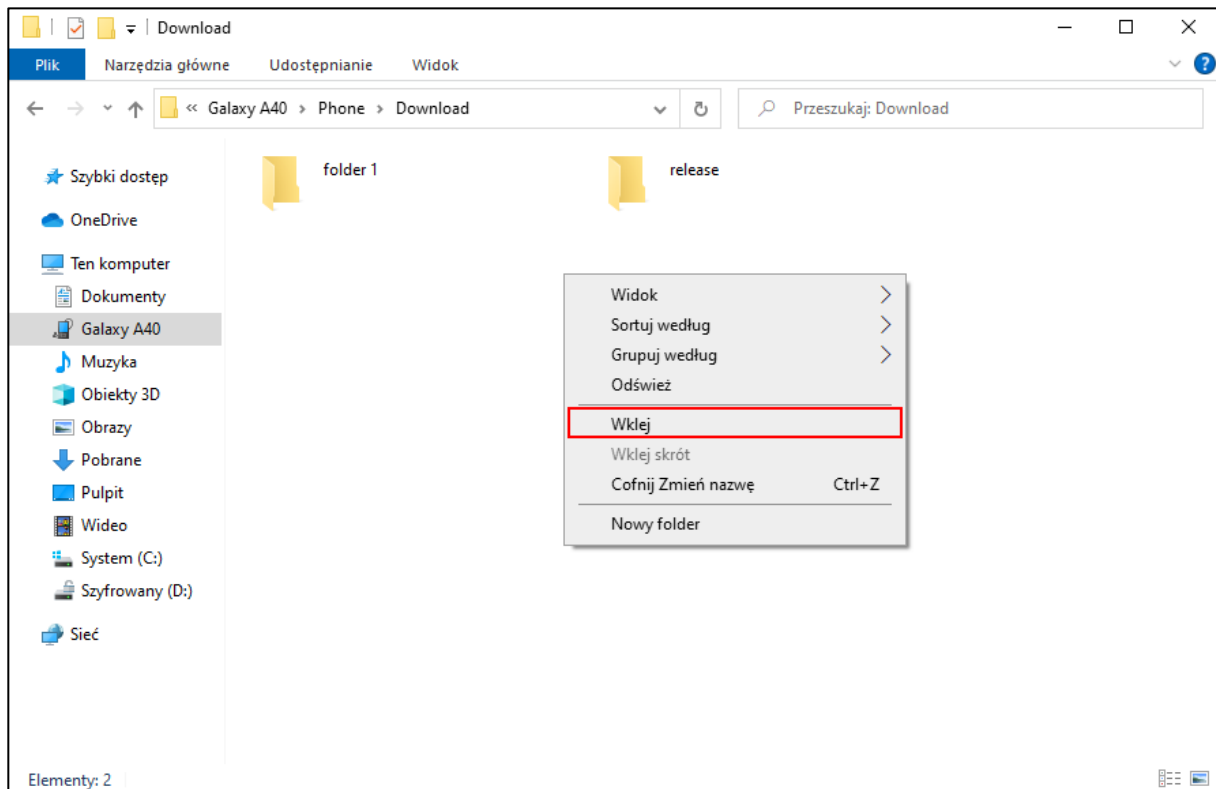 Download
Plik Narzędzia główne Udostępnianie Widok
« Galaxy A40 > Phone > Download
Przeszukaj: Download
Szybki dostęp
OneDrive
Ten komputer
Dokumenty
Galaxy A40
Muzyka
Obiekty 3D
Obrazy
Pobrane
Pulpit
Wideo
System (C:)
Szyfrowany (D:)
Sieć
folder 1
release
Widok
Sortuj według
Grupuj według
Odśwież
Wklej
Wklej skrót
Cofnij Zmień nazwę Ctrl+Z
Nowy folder
Elementy: 2